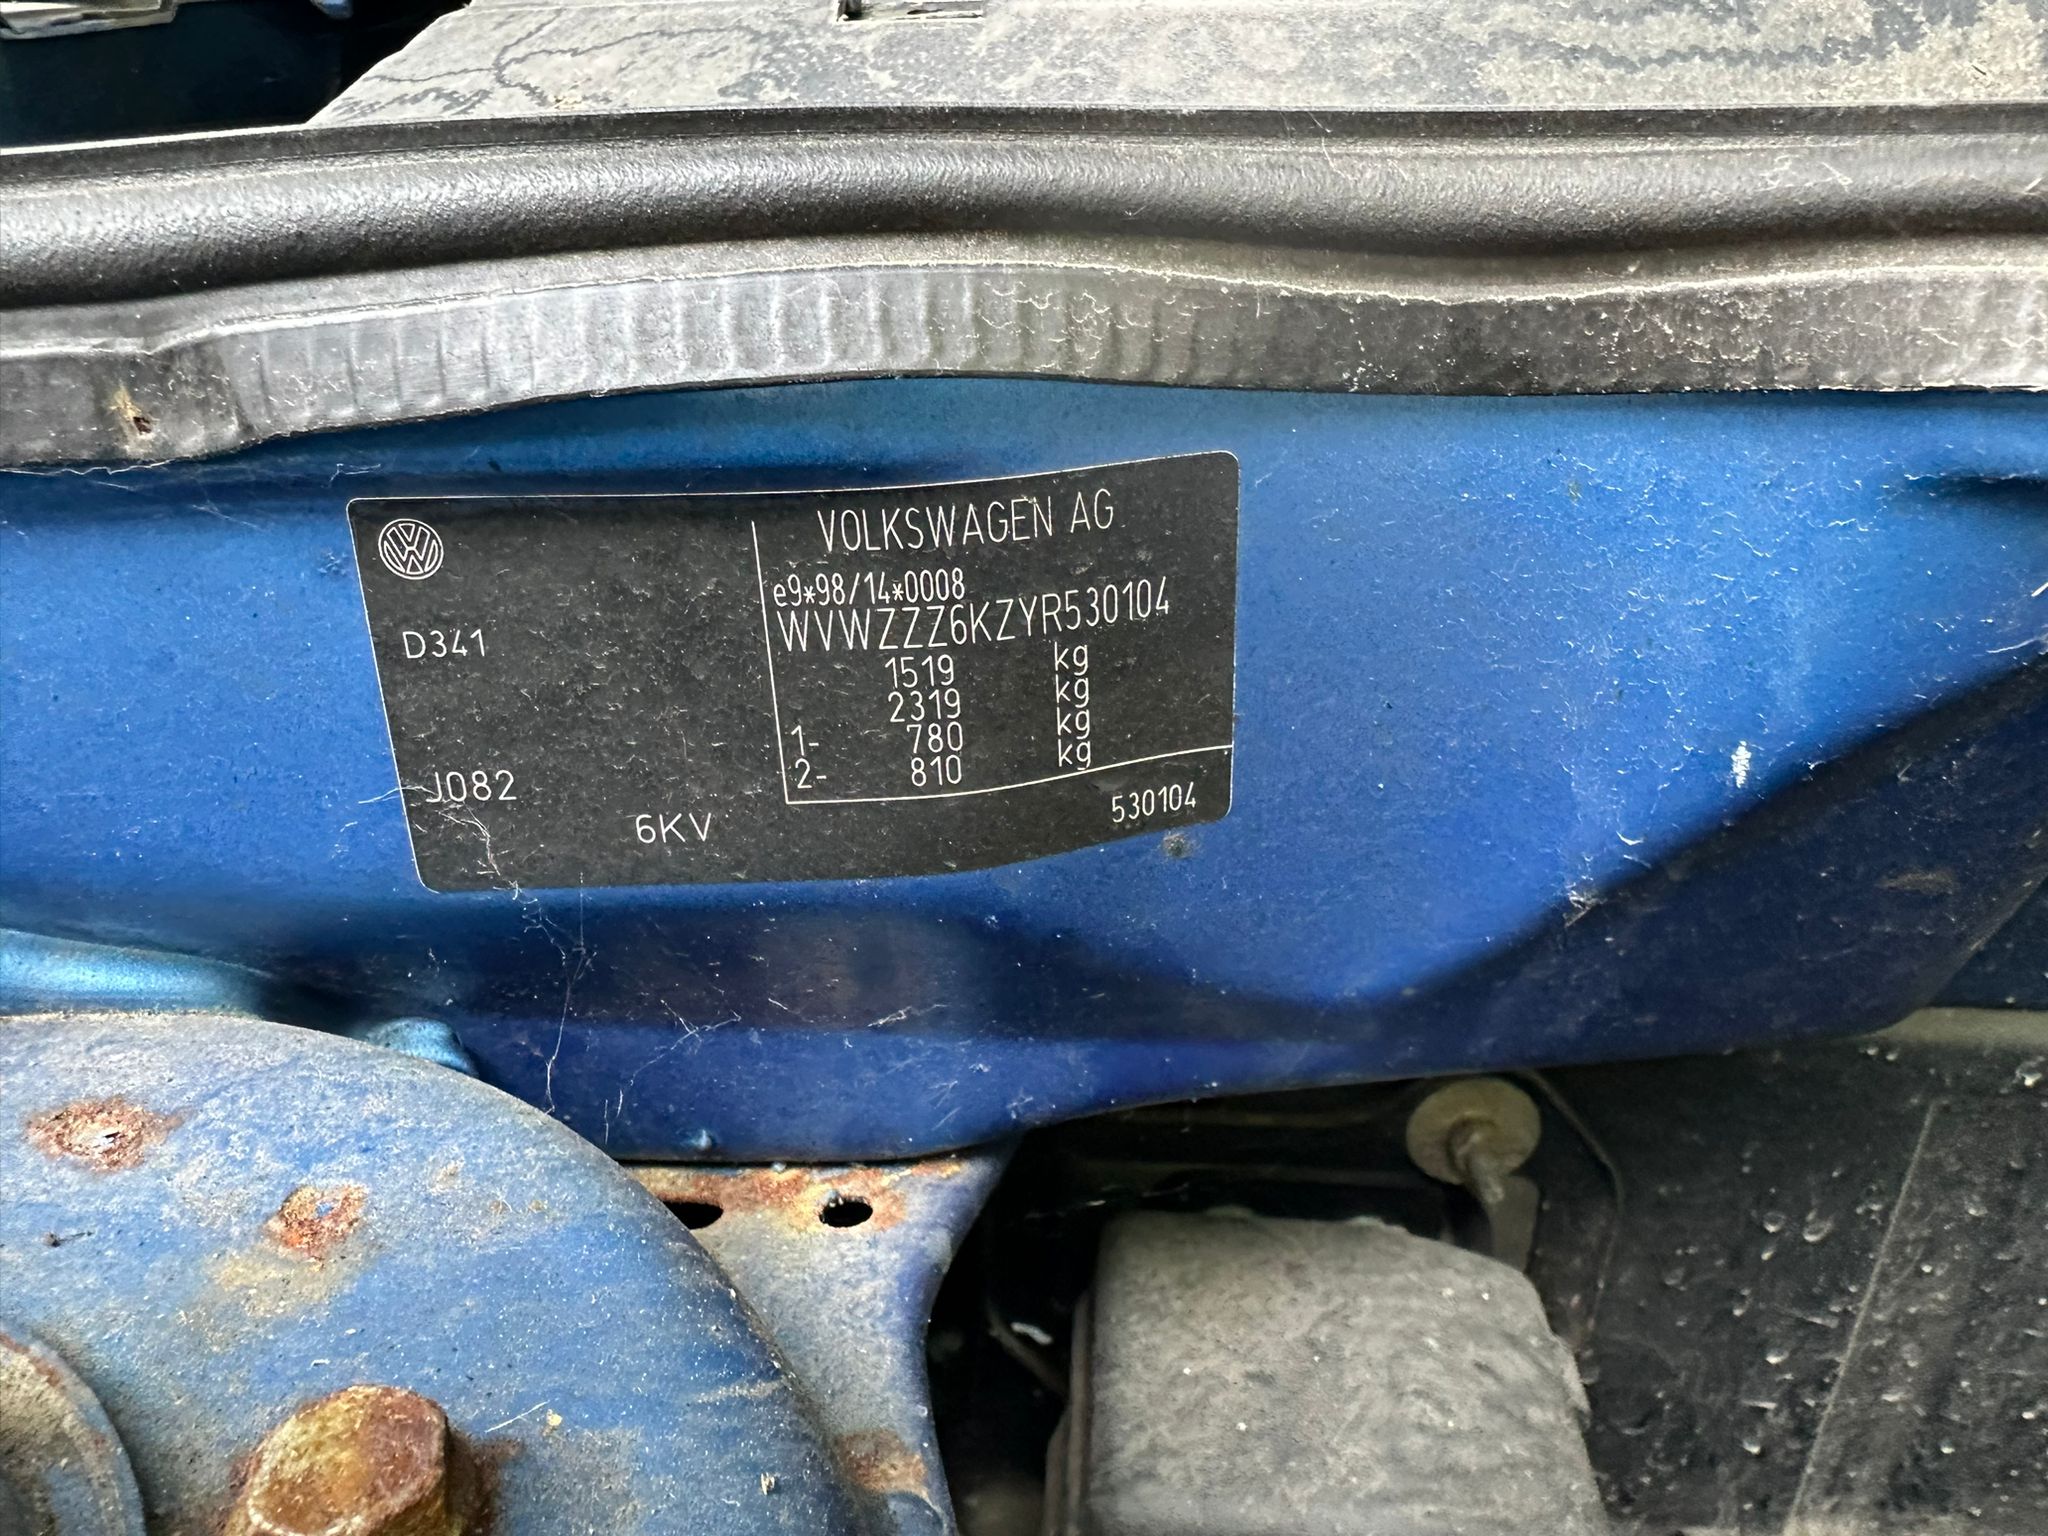 VOLKSWAGEN AG
e9*98/14*0008
WVWZZZ6KZYR530104
D341
1519 kg
2319 kg
1- 780 kg
2- 810 kg
J082
6KV
530104